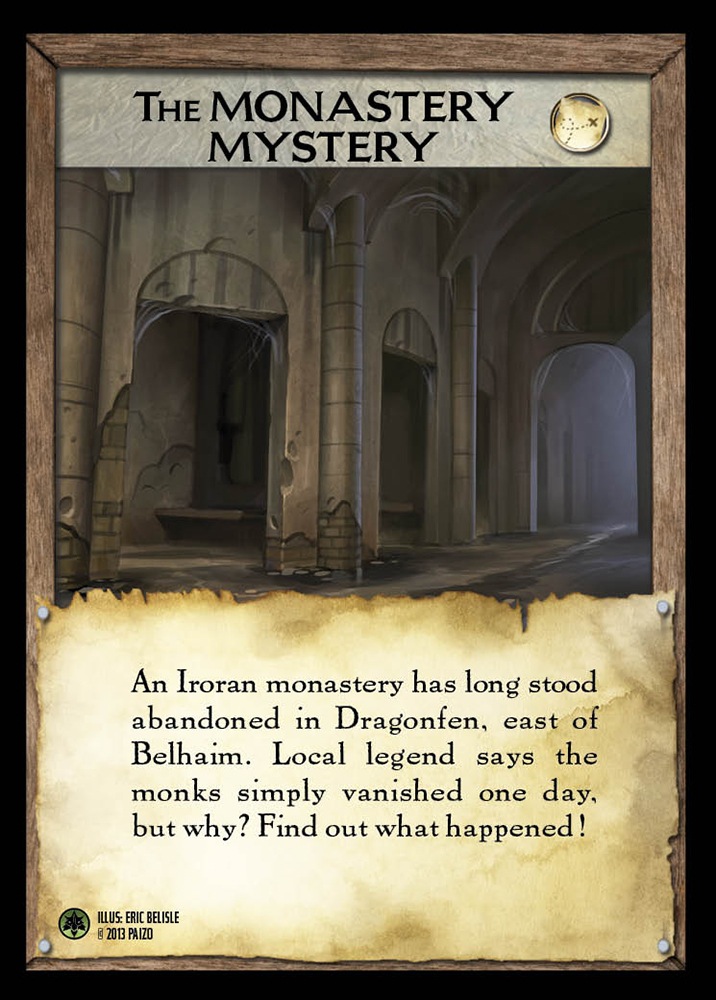 The MONASTERY
MYSTERY
An Iroran monastery has long stood
abandoned in Dragonfen, east of
Belhaim. Local legend says the
monks simply vanished one day,
but why? Find out what happened!
ILLUS: ERIC BELISLE
© 2013 PAIZO